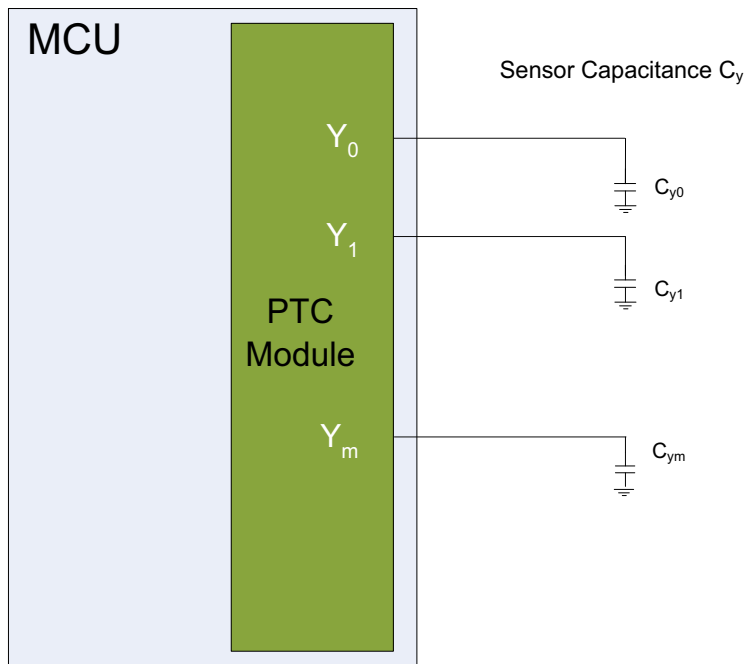 MCU
Sensor Capacitance Cy
Y0
Cy0
Y1
Cy1
PTC
Module
Ym
Cym